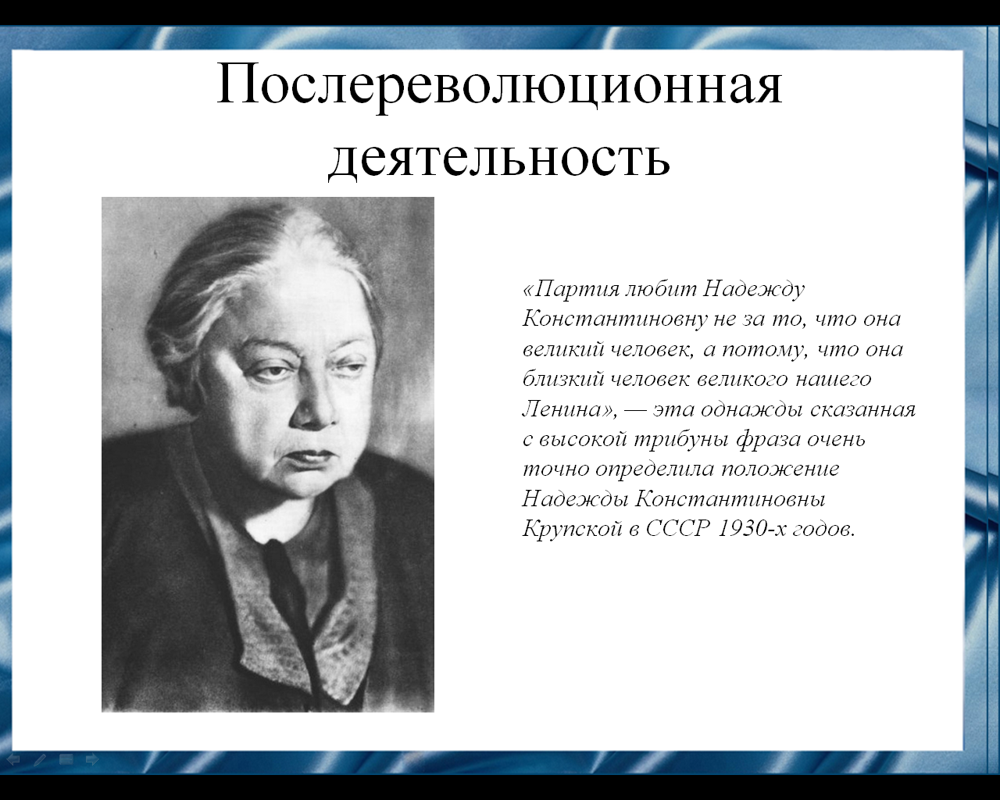 Послереволюционная
деятельность
«Партия любит Надежду
Константиновну не за то, что она
великий человек, а потому, что она
близкий человек великого нашего
Ленина», — эта однажды сказанная
с высокой трибуны фраза очень
точно определила положение
Надежды Константиновны
Крупской в СССР 1930-х годов.